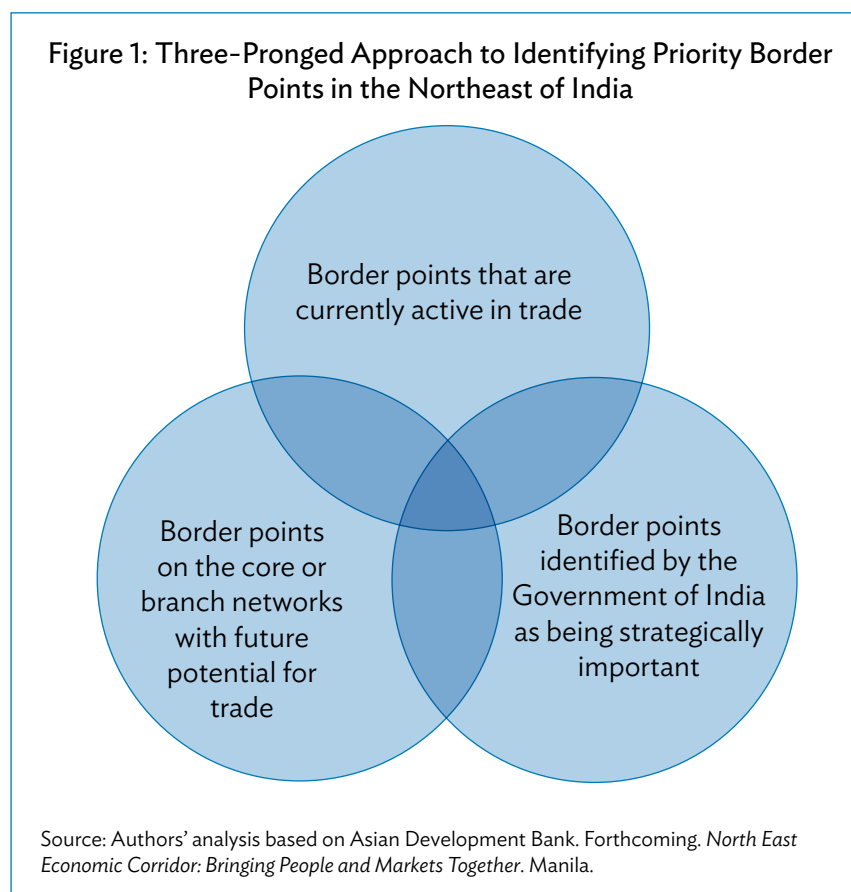 Figure 1: Three-Pronged Approach to Identifying Priority Border
Points in the Northeast of India
Border points that are
currently active in trade
Border points
on the core or
branch networks
with future
potential for
trade
Border points
identified by the
Government of India
as being strategically
important
Source: Authors’ analysis based on Asian Development Bank. Forthcoming. North East
Economic Corridor: Bringing People and Markets Together. Manila.